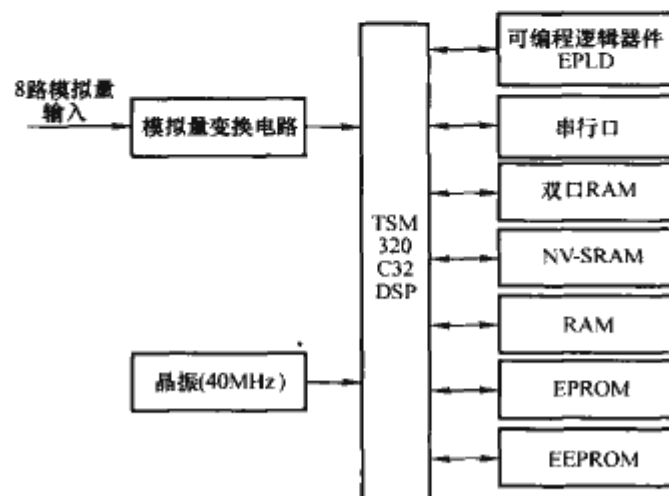 8路模拟量
输入
模拟量变换电路
晶振(40MHz)
TSM
320
C32
DSP
可编程逻辑器件
EPLD
串行口
双口RAM
NV-SRAM
RAM
EPROM
EEPROM